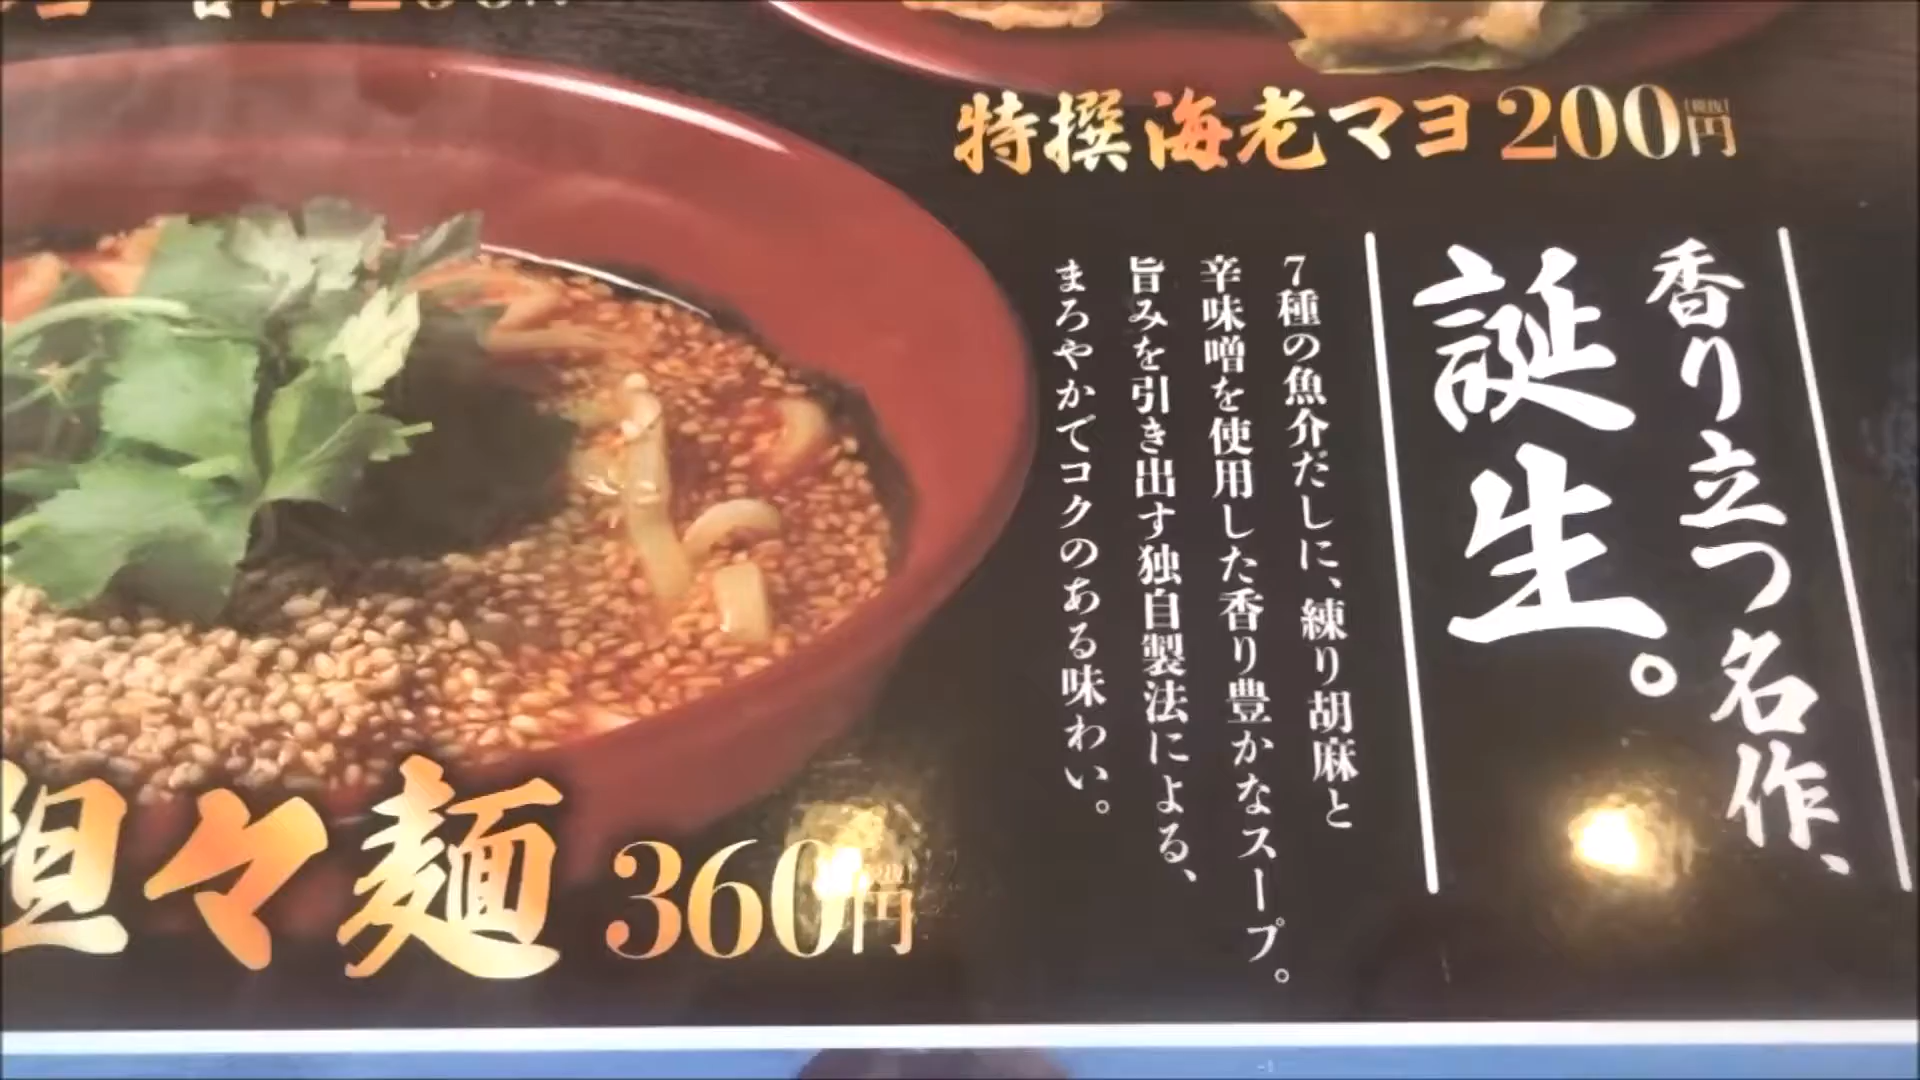 特撰海老マヨ200円
香り立つ名作、
誕生。
7種の魚介だしに、練り胡麻と
辛味噌を使用した香り豊かなスープ。
旨みを引き出す独自製法による、
まろやかでコクのある味わい。
担々麺 360円